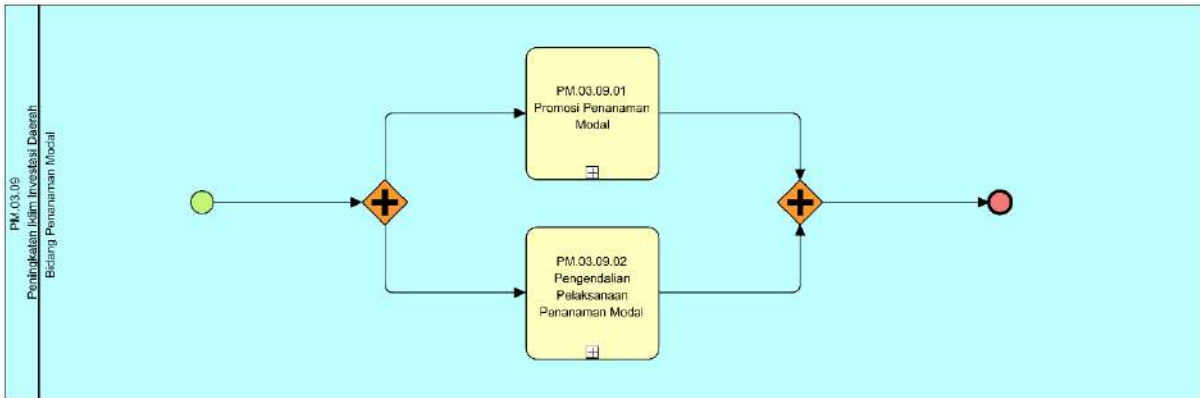 PM.03.09
Peningkatan Iklim Investasi Daerah
Bidang Penanaman Modal
PM.03.09.01
Promosi Penanaman
Modal
PM.03.09.02
Pengendalian
Pelaksanaan
Penanaman Modal